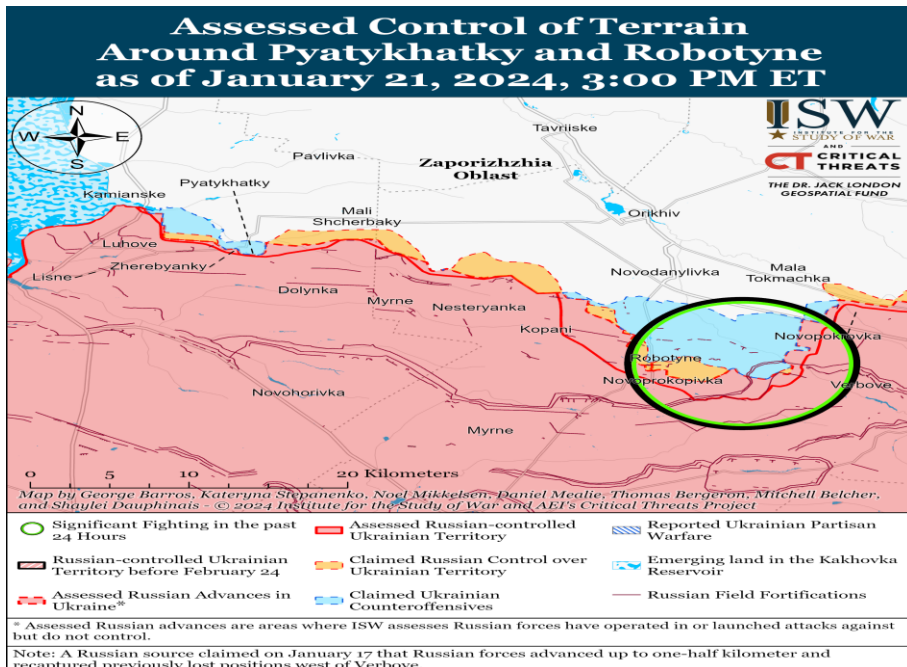 Assessed Control of Terrain
Around Pyatykhatky and Robotyne
as of January 21, 2024, 3:00 PM ET
N
W E
S
ISW
INSTITUTE FOR THE
STUDY OF WAR
AND
CT CRITICAL
THREATS
THE DR. JACK LONDON
GEOSPATIAL FUND
Tavriiske
Pavlivka
Zaporizhzhia
Oblast
Pyatykhatky
Kamianske
Mali
Shcherbaky
Orikhiv
Luhove
Zherebyanky
Lisne
Novodanylivka
Mala
Tokmachka
Dolynka
Myrne
Nesteryanka
Kopani
Novopokrovka
Robotyne
Novoprokopivka
Verbove
Novohorivka
Myrne
0 5 10 20 Kilometers
Map by George Barros, Kateryna Stepanenko, Noel Mikkelsen, Daniel Mealie, Thomas Bergeron, Mitchell Belcher,
and Shaylei Dauphinais - © 2024 Institute for the Study of War and AEI's Critical Threats Project
Significant Fighting in the past
24 Hours
Assessed Russian-controlled
Ukrainian Territory
Reported Ukrainian Partisan
Warfare
Russian-controlled Ukrainian
Territory before February 24
Claimed Russian Control over
Ukrainian Territory
Emerging land in the Kakhovka
Reservoir
Assessed Russian Advances in
Ukraine*
Claimed Ukrainian
Counteroffensives
Russian Field Fortifications
* Assessed Russian advances are areas where ISW assesses Russian forces have operated in or launched attacks against
but do not control.
Note: A Russian source claimed on January 17 that Russian forces advanced up to one-half kilometer and
recaptured previously lost positions west of Verbove